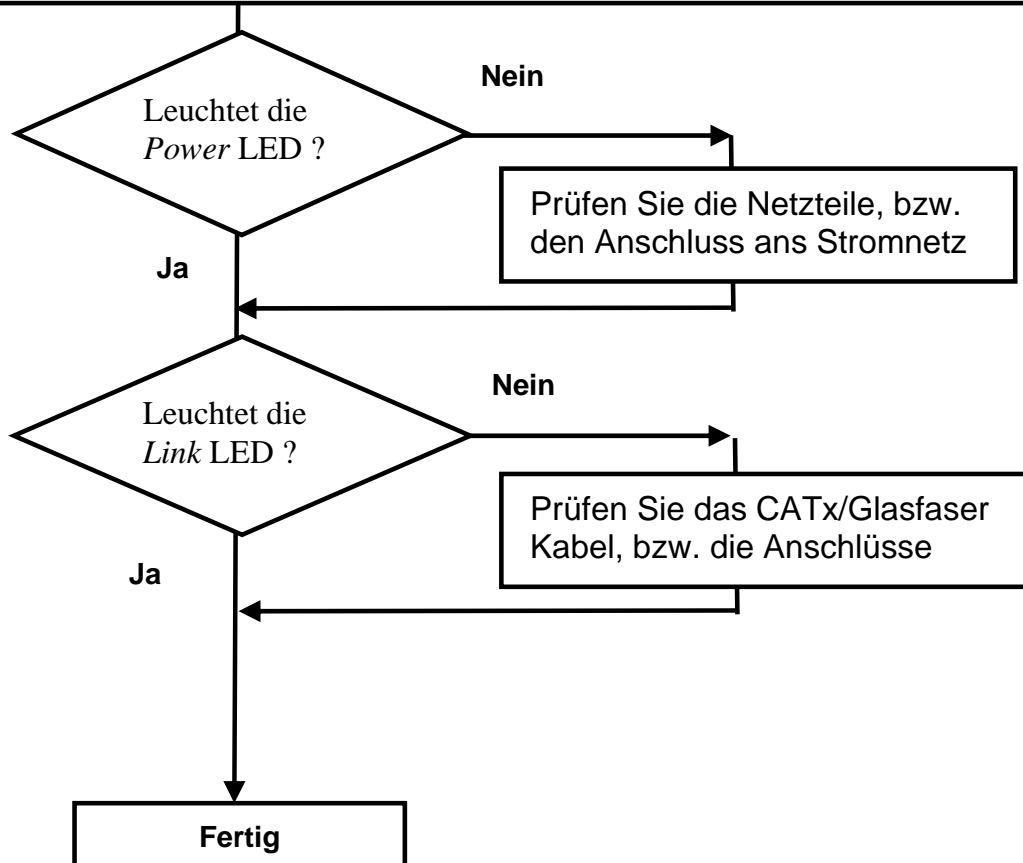 Nein
Leuchtet die
Power LED ?
Prüfen Sie die Netzteile, bzw.
den Anschluss ans Stromnetz
Ja
Nein
Leuchtet die
Link LED ?
Prüfen Sie das CATx/Glasfaser
Kabel, bzw. die Anschlüsse
Ja
Fertig